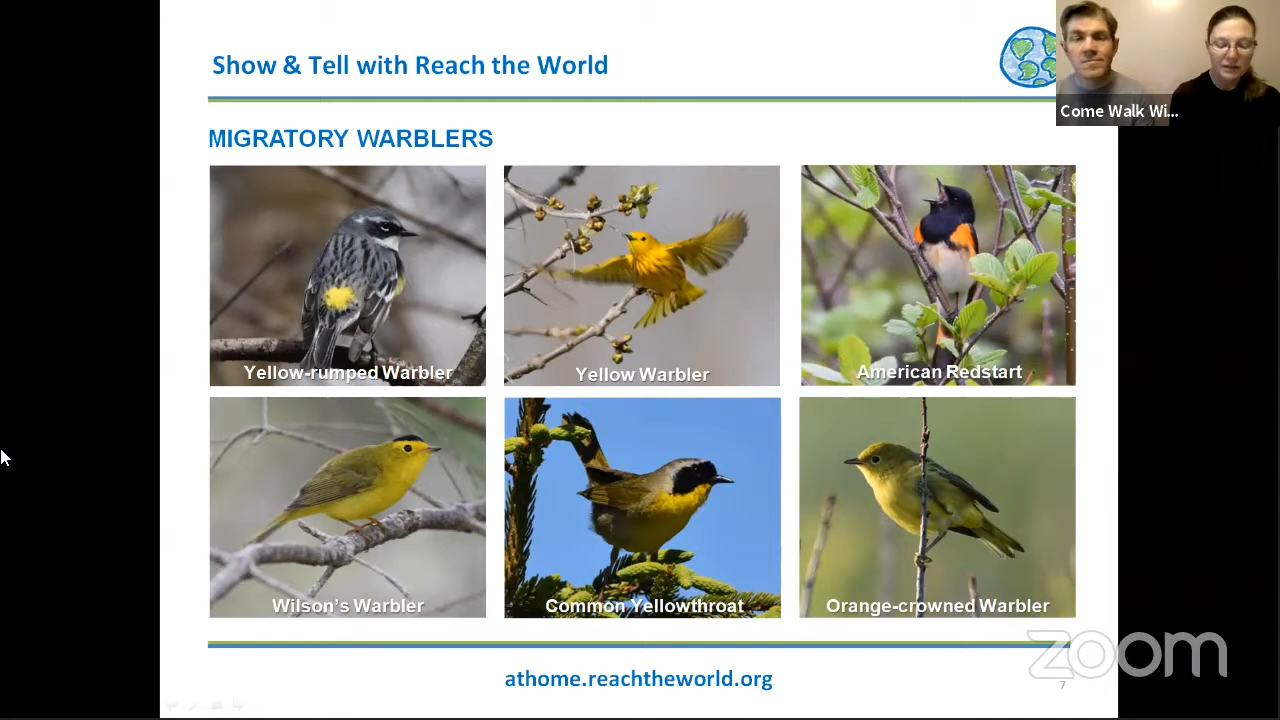 Show & Tell with Reach the World
Come Walk Wi...
MIGRATORY WARBLERS
Yellow-rumped Warbler
Yellow Warbler
American Redstart
Wilson's Warbler
Common Yellowthroat
Orange-crowned Warbler
zoom
athome.reachtheworld.org
7